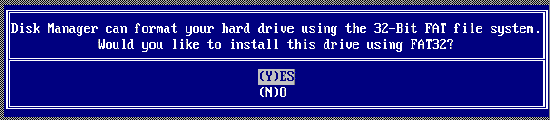 Disk Manager can format your hard drive using the 32-Bit FAT file system.
Would you like to install this drive using FAT32?
(Y)ES
(N)O